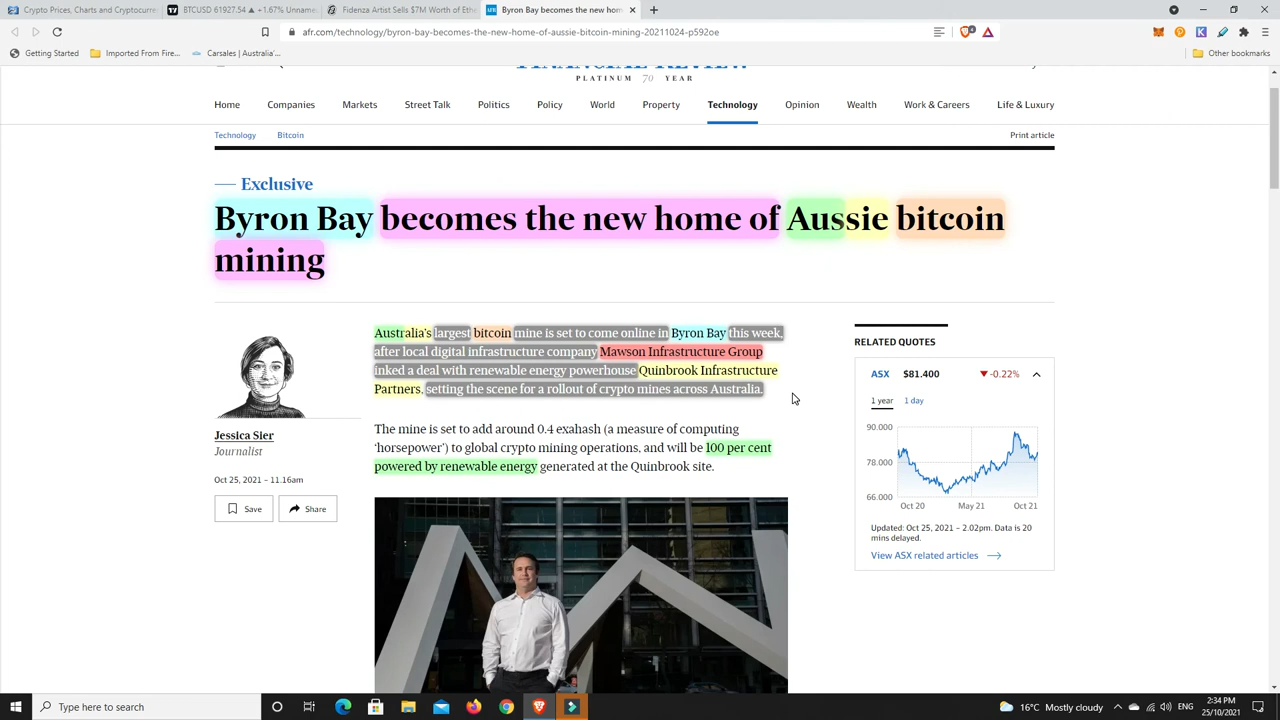 Crypto Prices, Charts and Cryptocurre
BTCUSD 61927.54 ▲ +1.67% Unname
Fidenza Artist Sells $7M Worth of Eth
Byron Bay becomes the new hom
afr.com/technology/byron-bay-becomes-the-new-home-of-aussie-bitcoin-mining-20211024-p592oe
Getting Started
Imported From Fire...
Carsales | Australia'...
Other bookmarks
PLATINUM 70 YEAR
Home Companies Markets Street Talk Politics Policy World Property Technology Opinion Wealth Work & Careers Life & Luxury
Technology Bitcoin Print article
Exclusive
Byron Bay becomes the new home of Aussie bitcoin
mining
Australia's largest bitcoin mine is set to come online in Byron Bay this week,
after local digital infrastructure company Mawson Infrastructure Group
inked a deal with renewable energy powerhouse Quinbrook Infrastructure
Partners, setting the scene for a rollout of crypto mines across Australia.
The mine is set to add around 0.4 exahash (a measure of computing
‘horsepower’) to global crypto mining operations, and will be 100 per cent
powered by renewable energy generated at the Quinbrook site.
Jessica Sier
Journalist
Oct 25, 2021 – 11.16am
Save
Share
RELATED QUOTES
ASX $81.400 ▼-0.22%
1 year 1 day
90.000
78.000
66.000
Oct 20 May 21 Oct 21
Updated: Oct 25, 2021 – 2.02pm. Data is 20
mins delayed.
View ASX related articles
Type here to search
16°C Mostly cloudy
ENG
2:34 PM
25/10/2021